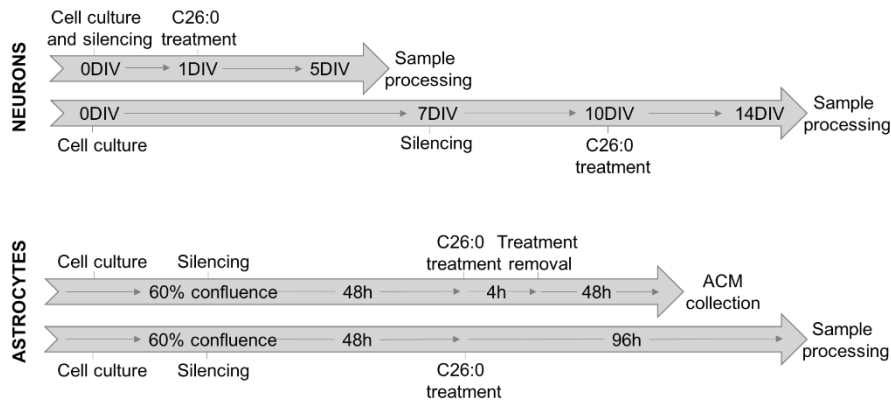 NEURONS
Cell culture
and silencing
C26:0
treatment
0DIV 1DIV 5DIV
Sample
processing
0DIV 7DIV 10DIV 14DIV
Sample
processing
Cell culture
Silencing
C26:0
treatment
ASTROCYTES
Cell culture
Silencing
C26:0
treatment
Treatment
removal
60% confluence 48h 4h 48h
ACM
collection
60% confluence 48h 96h
Sample
processing
Cell culture
Silencing
C26:0
treatment